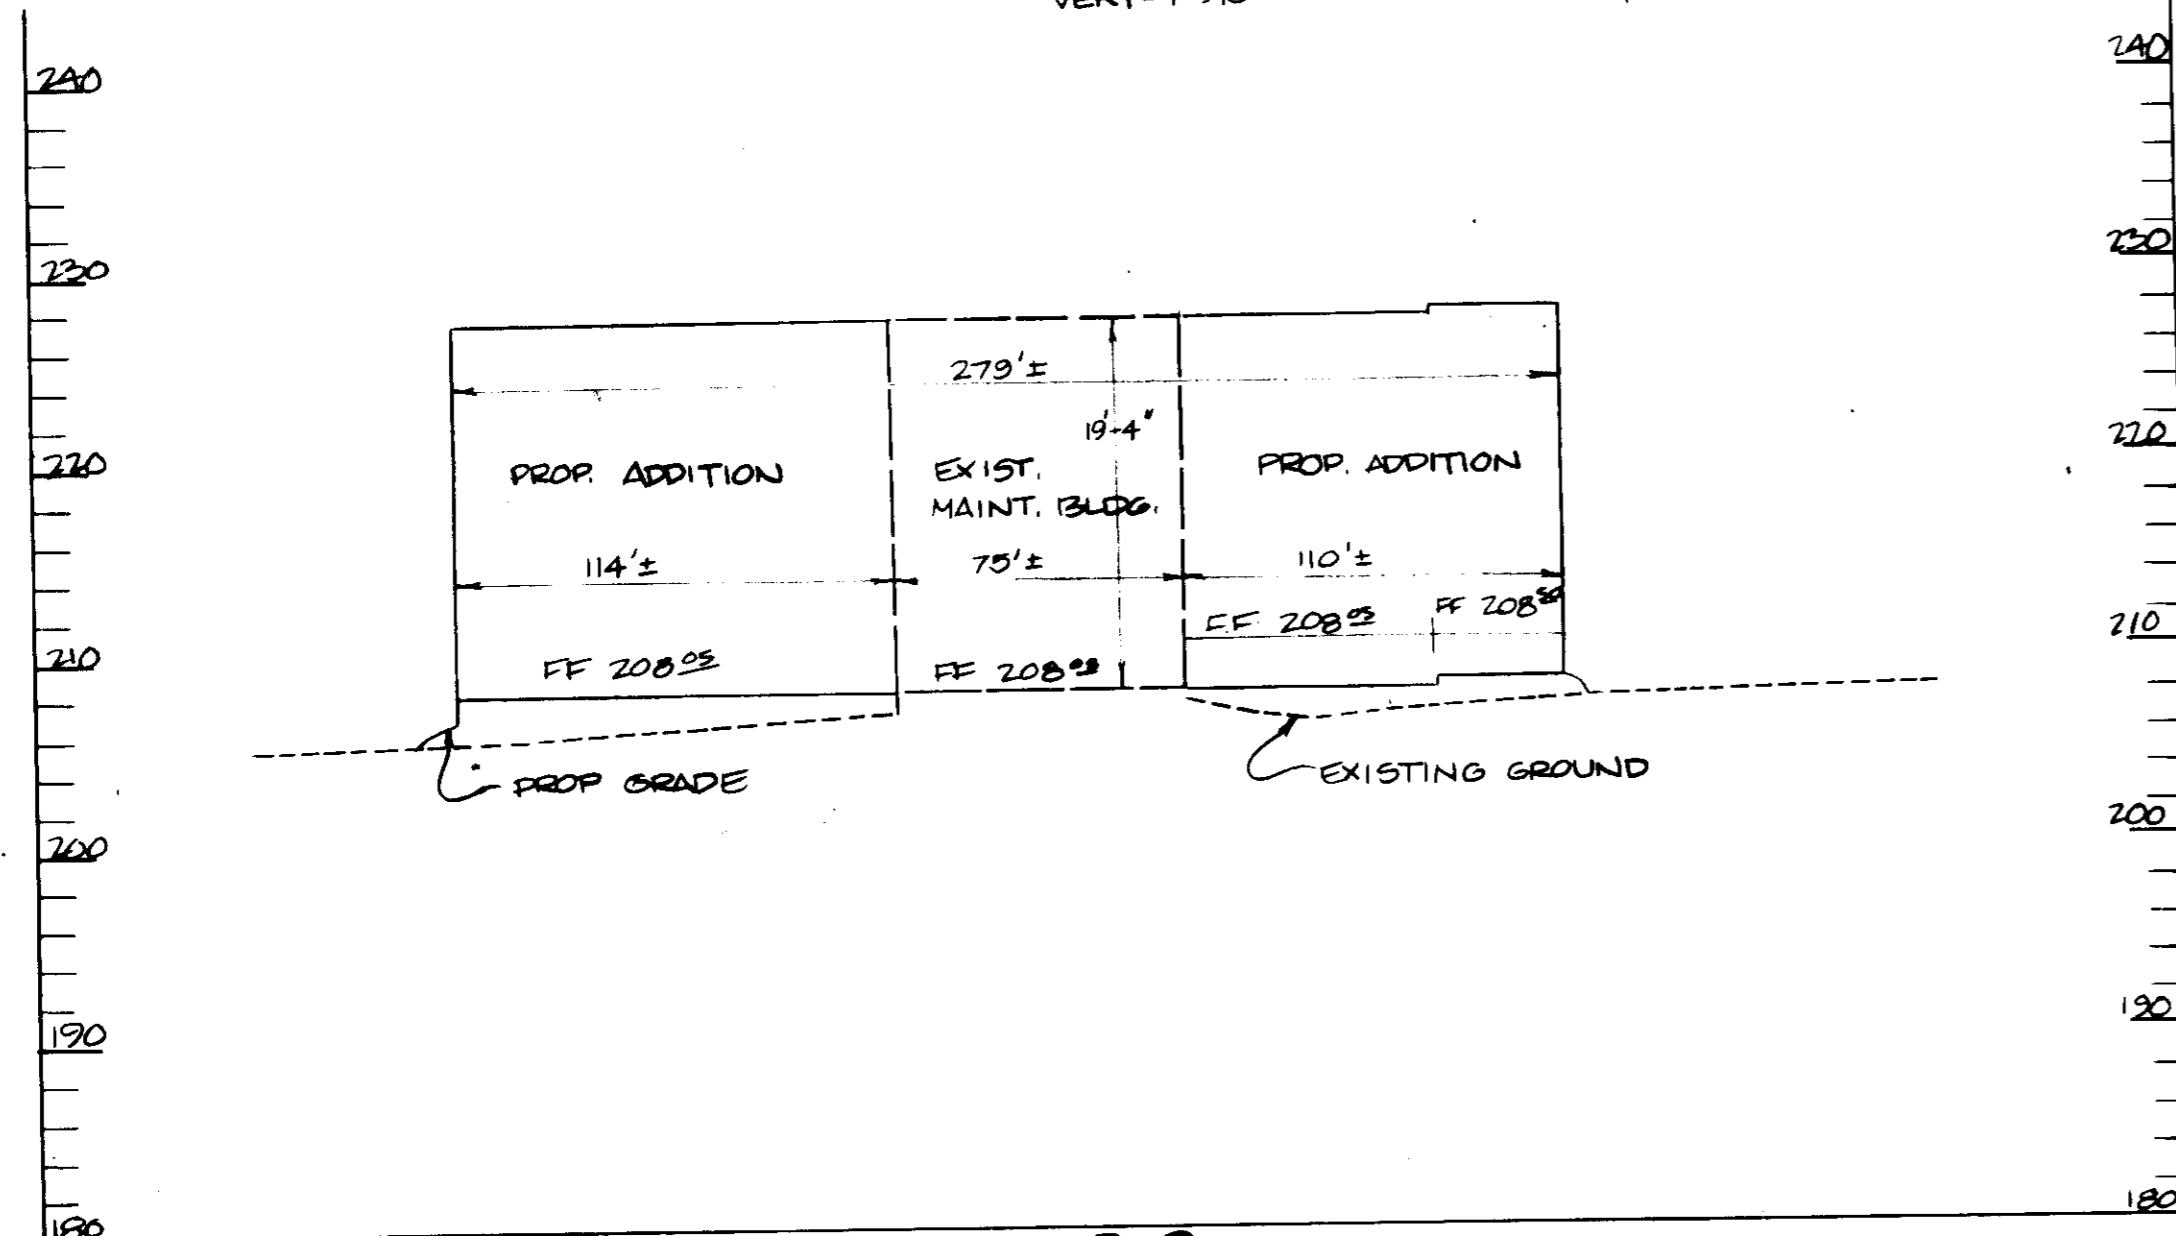 240
240
230
230
279'±
19'-4"
220
220
PROP. ADDITION
EXIST.
MAINT. BLDG.
PROP. ADDITION
114'±
75'±
110'±
FF 208 05
FF 208 50
210
210
FF 208 05
FF 208
EXISTING GROUND
PROP GRADE
200
200
190
190
180
180